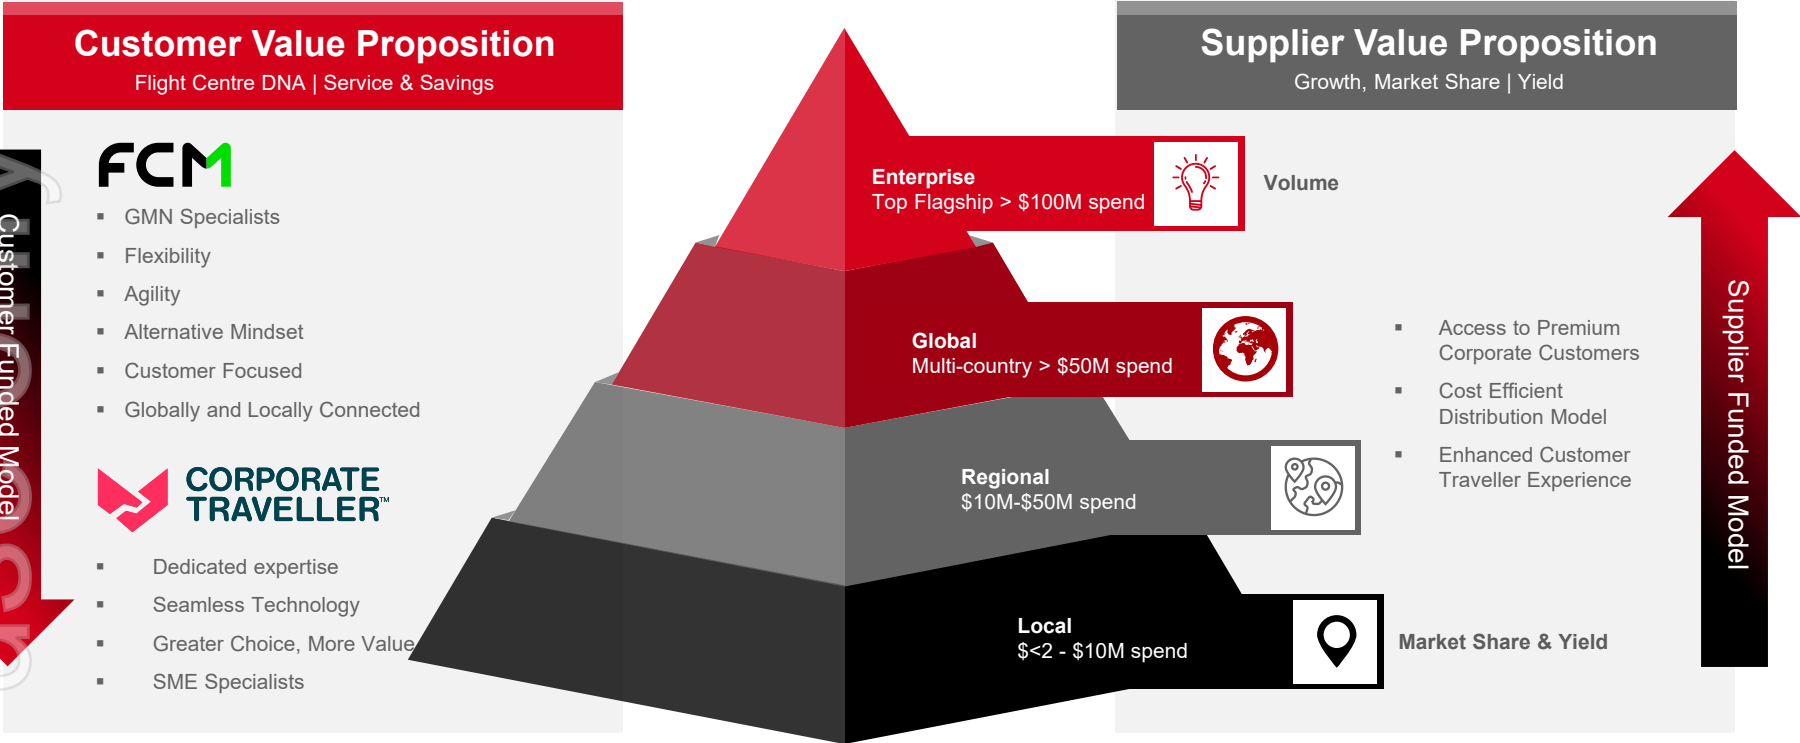 Customer Value Proposition
Flight Centre DNA | Service & Savings
FCM
▪ GMN Specialists
▪ Flexibility
▪ Agility
▪ Alternative Mindset
▪ Customer Focused
▪ Globally and Locally Connected
CORPORATE
TRAVELLER™
▪ Dedicated expertise
▪ Seamless Technology
▪ Greater Choice, More Value
▪ SME Specialists
Customer Funded Model
Enterprise
Top Flagship > $100M spend
Global
Multi-country > $50M spend
Regional
$10M-$50M spend
Local
$<2 - $10M spend
Supplier Value Proposition
Growth, Market Share | Yield
Volume
▪ Access to Premium
Corporate Customers
▪ Cost Efficient
Distribution Model
▪ Enhanced Customer
Traveller Experience
Market Share & Yield
Supplier Funded Model